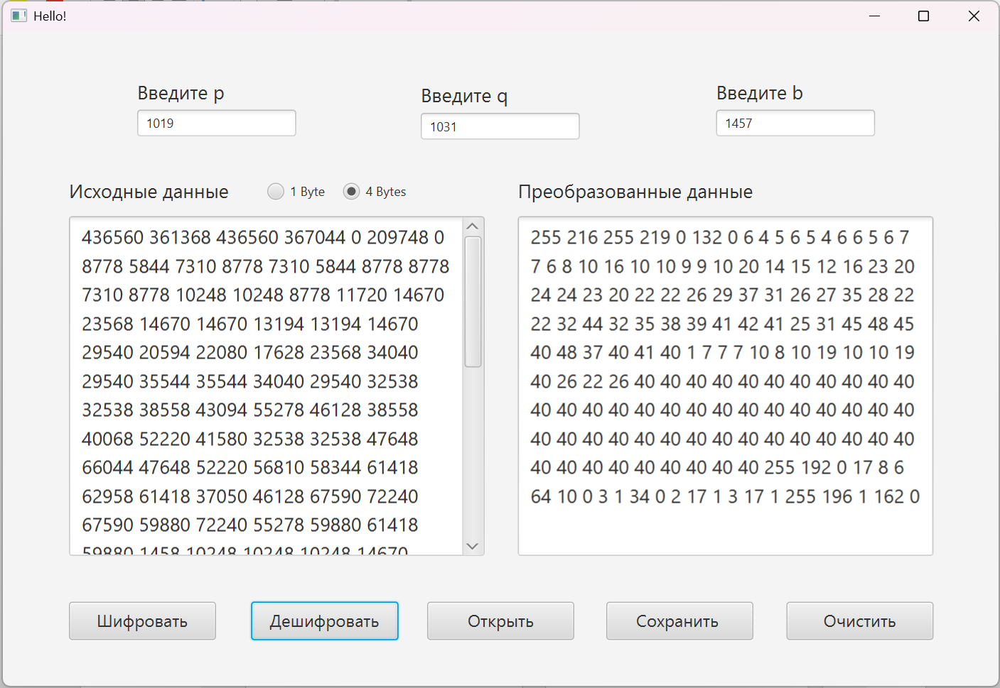 Hello!
Введите p
Введите q
Введите b
1019
1031
1457
Исходные данные
1 Byte
4 Bytes
Преобразованные данные
436560 361368 436560 367044 0 209748 0
8778 5844 7310 8778 7310 5844 8778 8778
7310 8778 10248 10248 8778 11720 14670
23568 14670 14670 13194 13194 14670
29540 20594 22080 17628 23568 34040
29540 35544 35544 34040 29540 32538
32538 38558 43094 55278 46128 38558
40068 52220 41580 32538 32538 47648
66044 47648 52220 56810 58344 61418
62958 61418 37050 46128 67590 72240
67590 59880 72240 55278 59880 61418
59880 1458 10248 10248 10248 14670
255 216 255 219 0 132 0 6 4 5 6 5 4 6 6 5 6 7
7 6 8 10 16 10 10 9 9 10 20 14 15 12 16 23 20
24 24 23 20 22 22 26 29 37 31 26 27 35 28 22
22 32 44 32 35 38 39 41 42 41 25 31 45 48 45
40 48 37 40 41 40 1 7 7 7 10 8 10 19 10 10 19
40 26 22 26 40 40 40 40 40 40 40 40 40 40 40
40 40 40 40 40 40 40 40 40 40 40 40 40 40 40
40 40 40 40 40 40 40 40 40 40 40 40 40 40 40
40 40 40 40 40 40 40 40 40 255 192 0 17 8 6
64 10 0 3 1 34 0 2 17 1 3 17 1 255 196 1 162 0
Шифровать
Дешифровать
Открыть
Сохранить
Очистить